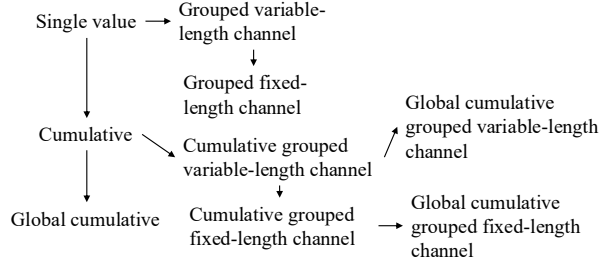 Single value
Grouped variable-
length channel
Grouped fixed-
length channel
Cumulative
Cumulative grouped
variable-length channel
Global cumulative
grouped variable-length
channel
Global cumulative
Cumulative grouped
fixed-length channel
Global cumulative
grouped fixed-length
channel